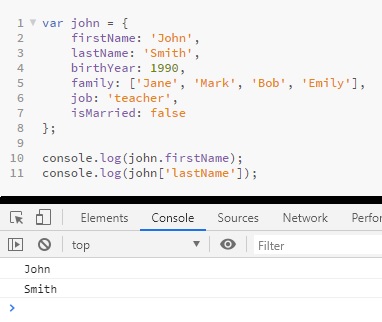 1 var john = {
2 firstName: 'John',
3 lastName: 'Smith',
4 birthYear: 1990,
5 family: ['Jane', 'Mark', 'Bob', 'Emily'],
6 job: 'teacher',
7 isMarried: false
8 };
9
10 console.log(john.firstName);
11 console.log(john['lastName']);
Elements Console Sources Network Perfo
top Filter
John
Smith
>